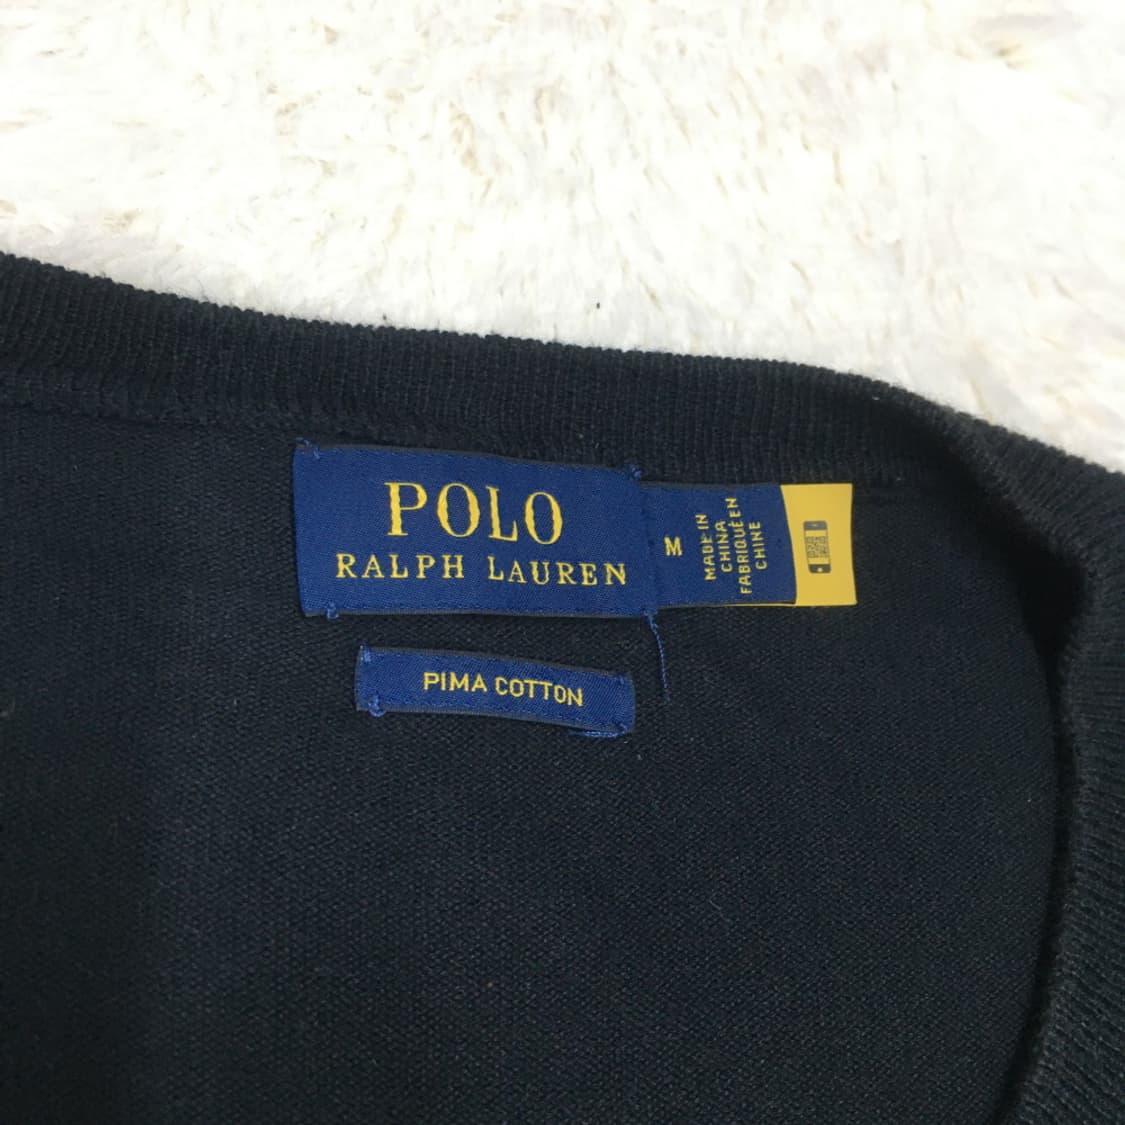 POLO
RALPH LAUREN
M
MADE IN
CHINA
FABRIQUÉ EN
CHINE
PIMA COTTON